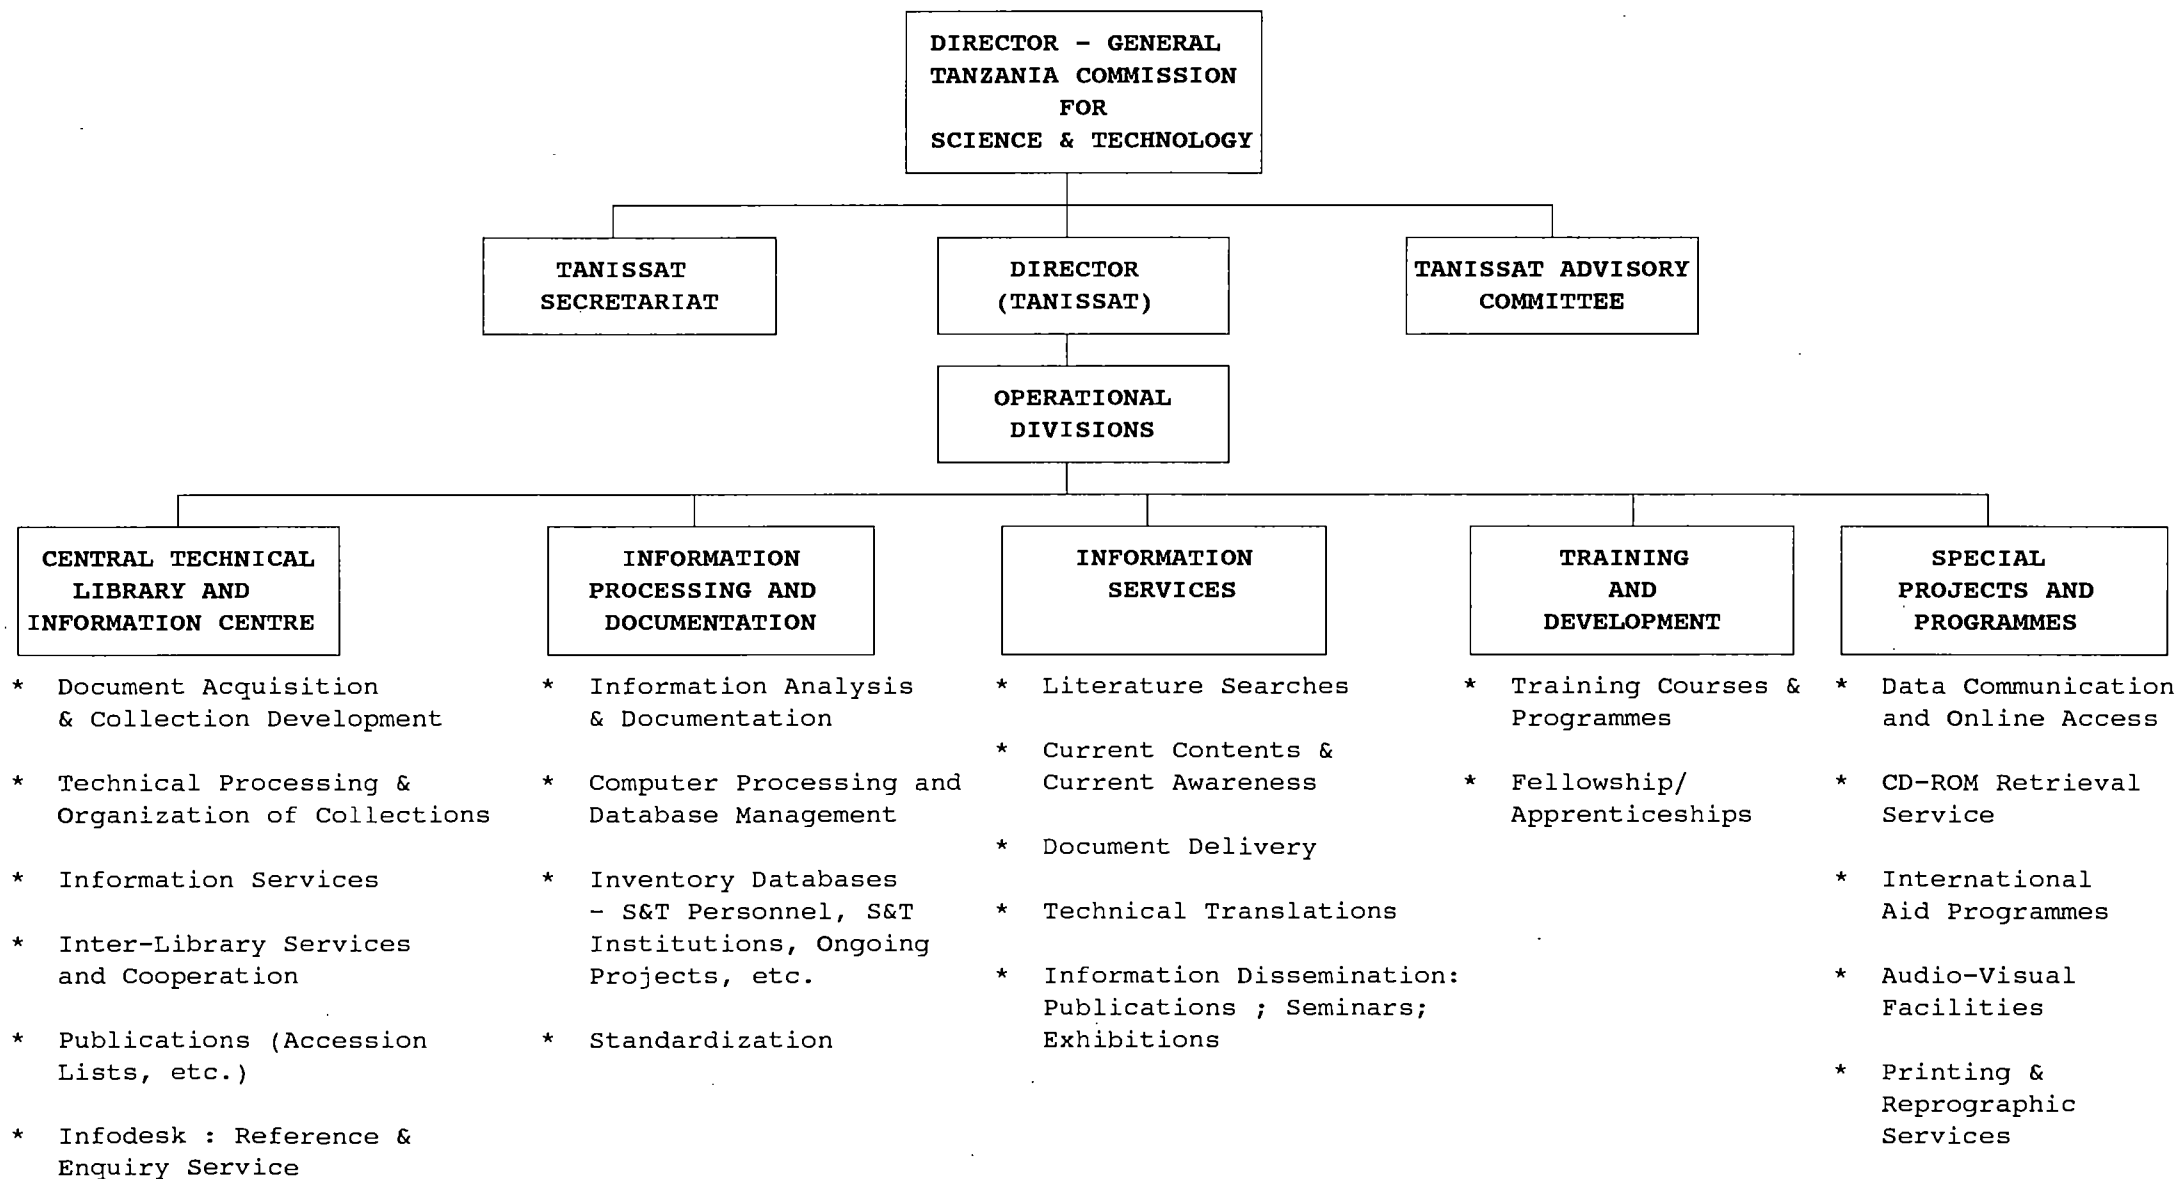 DIRECTOR - GENERAL
TANZANIA COMMISSION
FOR
SCIENCE & TECHNOLOGY
TANISSAT
SECRETARIAT
DIRECTOR
(TANISSAT)
TANISSAT ADVISORY
COMMITTEE
OPERATIONAL
DIVISIONS
CENTRAL TECHNICAL
LIBRARY AND
INFORMATION CENTRE
* Document Acquisition
& Collection Development
* Technical Processing &
Organization of Collections
* Information Services
* Inter-Library Services
and Cooperation
* Publications (Accession
Lists, etc.)
* Infodesk : Reference &
Enquiry Service
INFORMATION
PROCESSING AND
DOCUMENTATION
* Information Analysis
& Documentation
* Computer Processing and
Database Management
* Inventory Databases
- S&T Personnel, S&T
Institutions, Ongoing
Projects, etc.
* Standardization
INFORMATION
SERVICES
* Literature Searches
* Current Contents &
Current Awareness
* Document Delivery
* Technical Translations
* Information Dissemination:
Publications ; Seminars;
Exhibitions
TRAINING
AND
DEVELOPMENT
* Training Courses &
Programmes
* Fellowship/
Apprenticeships
SPECIAL
PROJECTS AND
PROGRAMMES
* Data Communication
and Online Access
* CD-ROM Retrieval
Service
* International
Aid Programmes
* Audio-Visual
Facilities
* Printing &
Reprographic
Services